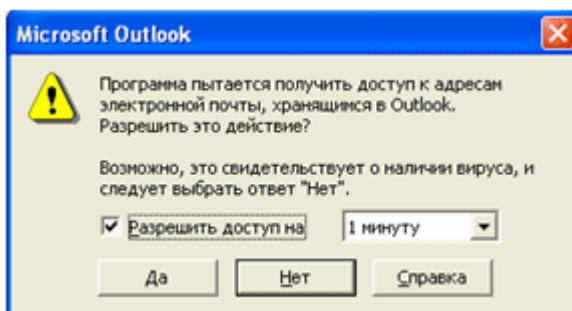 Microsoft Outlook
Программа пытается получить доступ к адресам
электронной почты, хранящимся в Outlook.
Разрешить это действие?
Возможно, это свидетельствует о наличии вируса, и
следует выбрать ответ "Нет".
Разрешить доступ на 1 минуту
Да Нет Справка